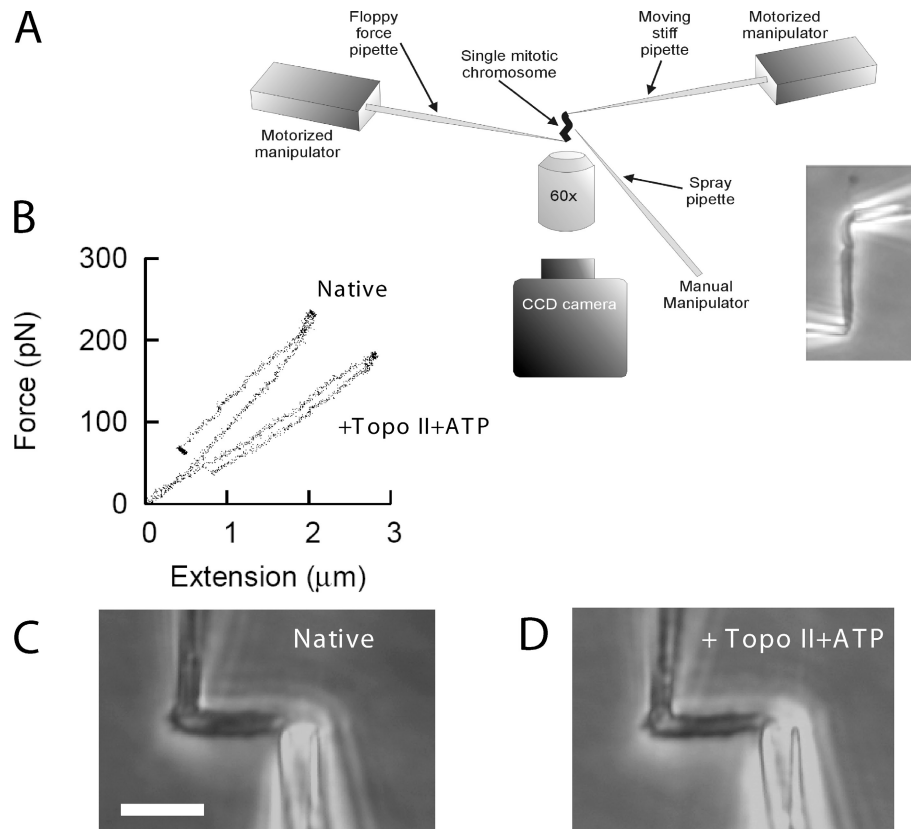 A
Floppy
force
pipette
Single mitotic
chromosome
Moving
stiff
pipette
Motorized
manipulator
Motorized
manipulator
60x
Spray
pipette
CCD camera
Manual
Manipulator
B
300
200
100
0
Force (pN)
Native
+Topo II+ATP
0 1 2 3
Extension (μm)
C
Native
D
+ Topo II+ATP